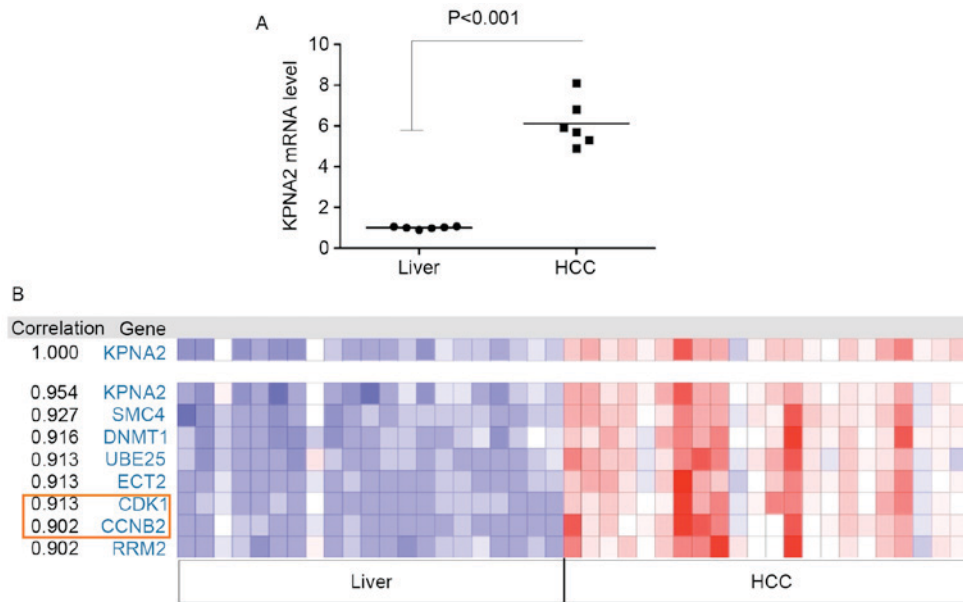 A
P<0.001
KPNA2 mRNA level
10
8
6
4
2
0
Liver HCC
B
Correlation Gene
1.000 KPNA2
0.954 KPNA2
0.927 SMC4
0.916 DNMT1
0.913 UBE25
0.913 ECT2
0.913 CDK1
0.902 CCNB2
0.902 RRM2
Liver HCC